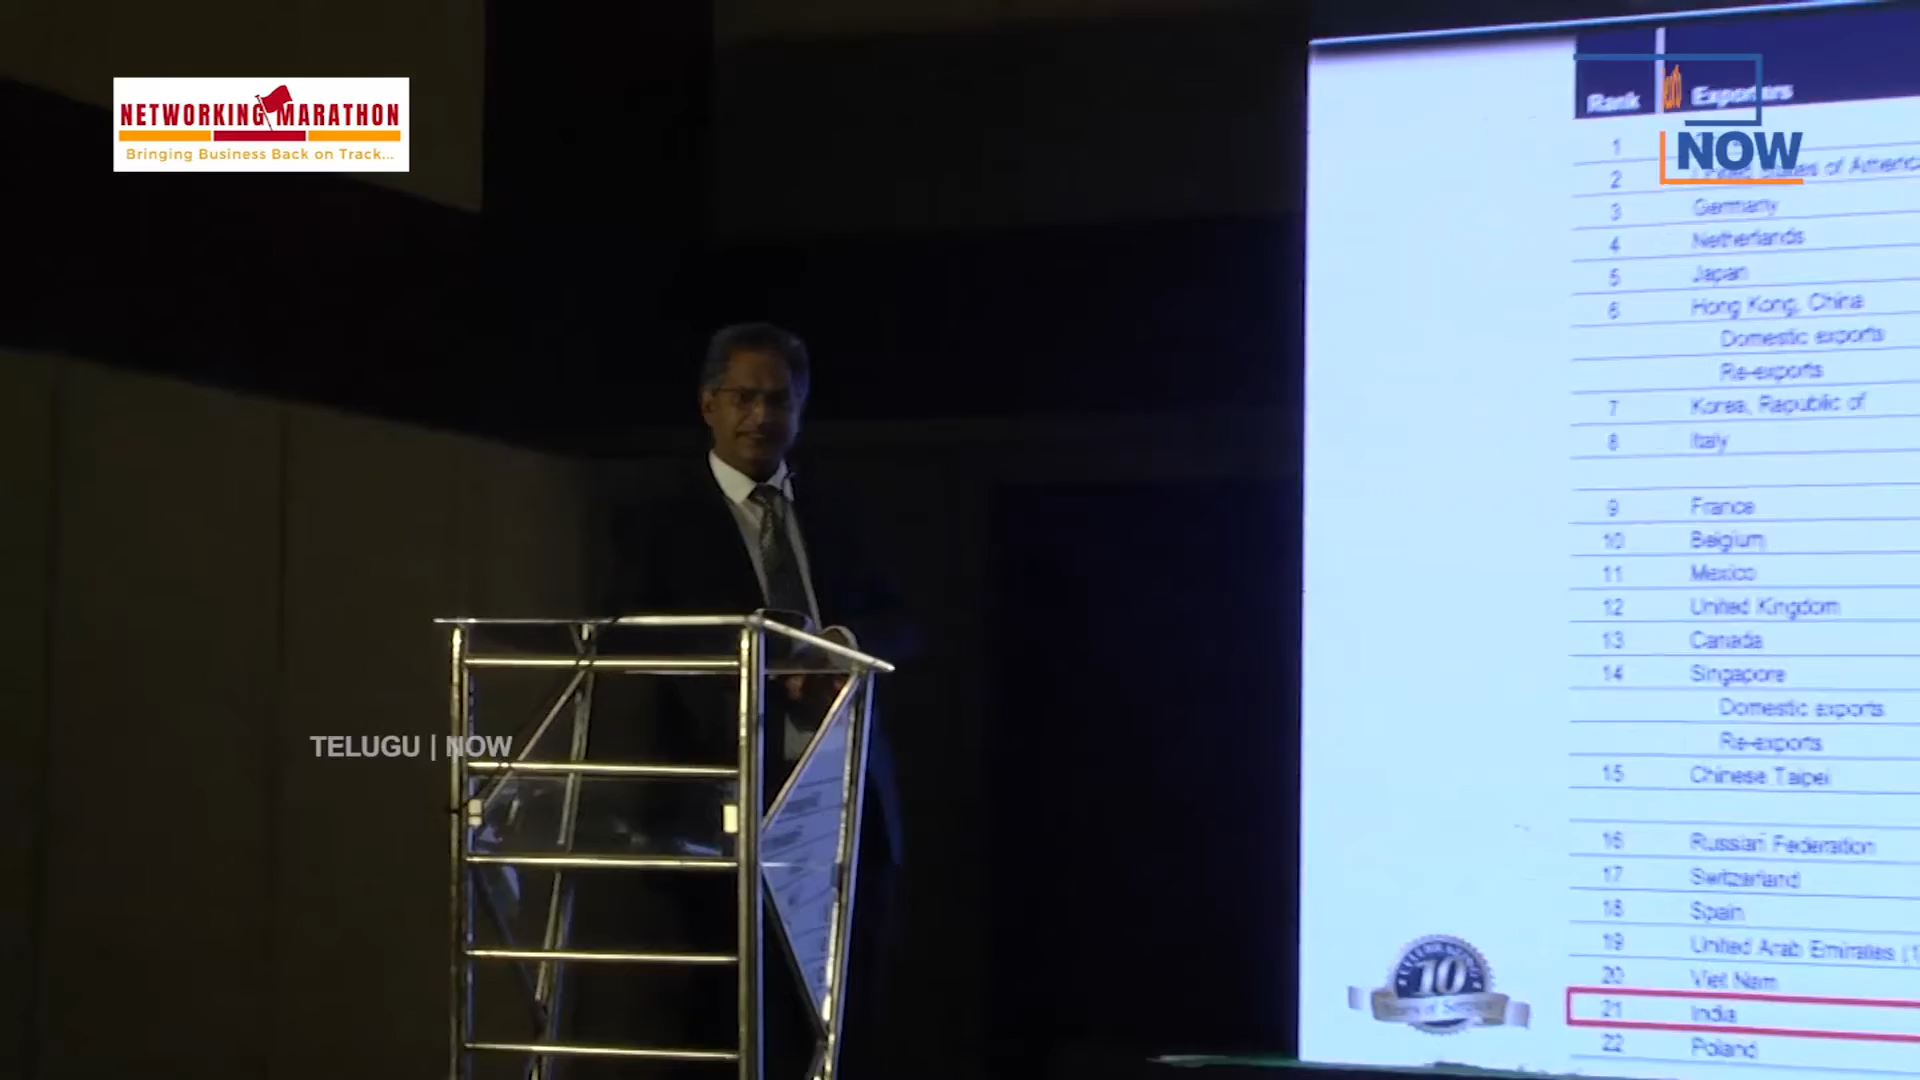 NETWORKING MARATHON
Bringing Business Back on Track...
NOW
TELUGU | NOW
Rank Exporters
1
2 States of America
3 Germany
4 Netherlands
5 Japan
6 Hong Kong, China
Domestic exports
Re-exports
7 Korea, Republic of
8 Italy
9 France
10 Belgium
11 Mexico
12 United Kingdom
13 Canada
14 Singapore
Domestic exports
Re-exports
15 Chinese Taipei
16 Russian Federation
17 Switzerland
18 Spain
19 United Arab Emirates
20 Viet Nam
21 India
22 Poland
10